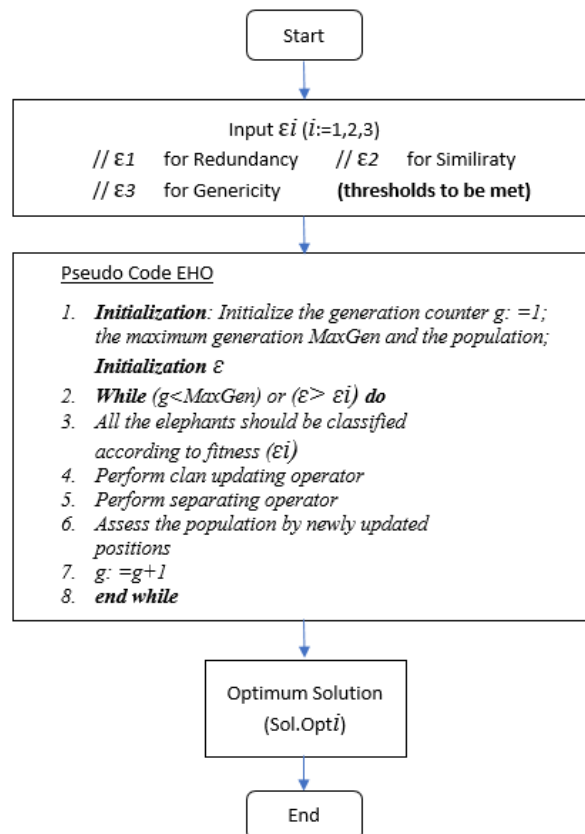 Start
Input εi (i:=1,2,3)
// ε1 for Redundancy // ε2 for Similiraty
// ε3 for Genericity (thresholds to be met)
Pseudo Code EHO
1. Initialization: Initialize the generation counter g: =1;
the maximum generation MaxGen and the population;
Initialization ε
2. While (g<MaxGen) or (ε> εi) do
3. All the elephants should be classified
according to fitness (εi)
4. Perform clan updating operator
5. Perform separating operator
6. Assess the population by newly updated
positions
7. g: =g+1
8. end while
Optimum Solution
(Sol.Opti)
End